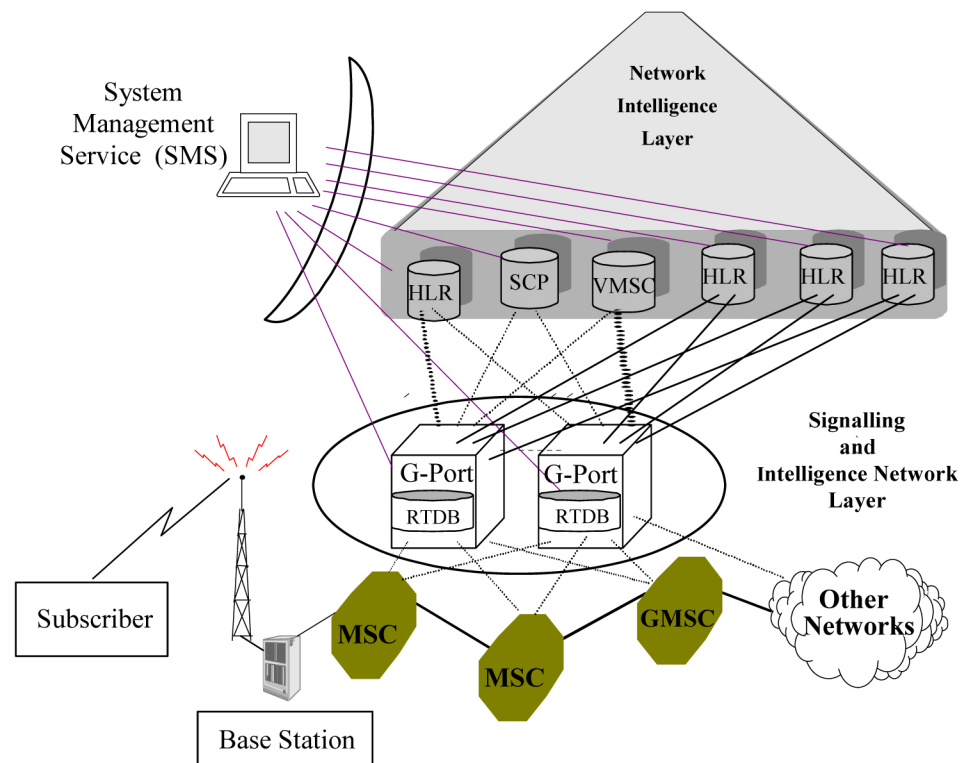 System
Management
Service (SMS)
Network
Intelligence
Layer
HLR
SCP
VMSC
HLR
HLR
HLR
Signalling
and
Intelligence Network
Layer
G-Port
RTDB
G-Port
RTDB
Subscriber
MSC
MSC
GMSC
Other
Networks
Base Station